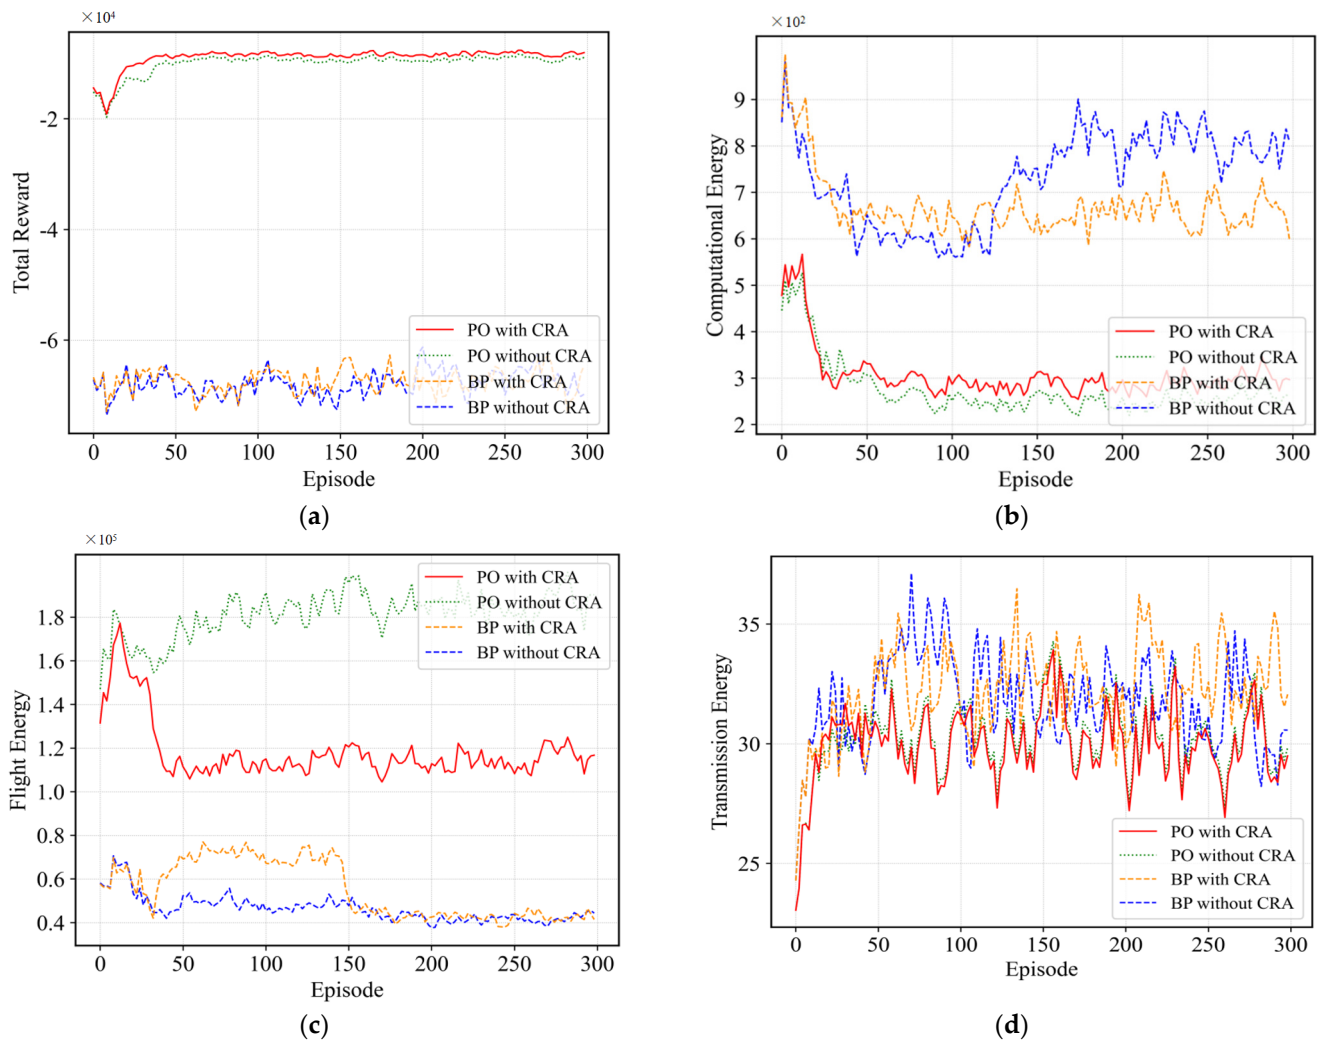 ×10⁴
Total Reward
-2
-4
-6
0 50 100 150 200 250 300
Episode
PO with CRA
PO without CRA
BP with CRA
BP without CRA
(a)
×10²
Computational Energy
9
8
7
6
5
4
3
2
0 50 100 150 200 250 300
Episode
PO with CRA
PO without CRA
BP with CRA
BP without CRA
(b)
×10⁵
Flight Energy
1.8
1.6
1.4
1.2
1.0
0.8
0.6
0.4
0 50 100 150 200 250 300
Episode
PO with CRA
PO without CRA
BP with CRA
BP without CRA
(c)
Transmission Energy
35
30
25
0 50 100 150 200 250 300
Episode
PO with CRA
PO without CRA
BP with CRA
BP without CRA
(d)